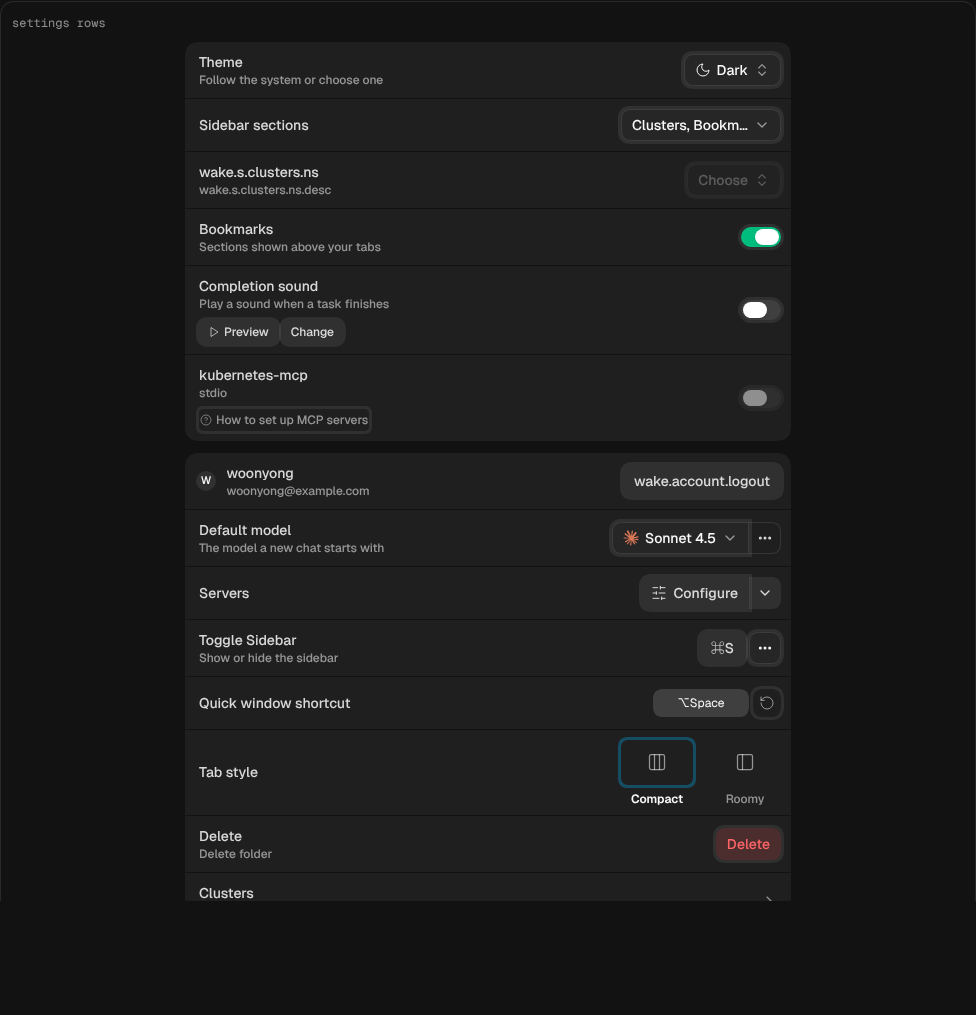 settings rows
Theme
Follow the system or choose one
Dark
Sidebar sections
Clusters, Bookm...
wake.s.clusters.ns
wake.s.clusters.ns.desc
Choose
Bookmarks
Sections shown above your tabs
Completion sound
Play a sound when a task finishes
Preview
Change
kubernetes-mcp
stdio
How to set up MCP servers
W
woonyong
woonyong@example.com
wake.account.logout
Default model
The model a new chat starts with
Sonnet 4.5
Servers
Configure
Toggle Sidebar
Show or hide the sidebar
⌘S
Quick window shortcut
⌥Space
Tab style
Compact
Roomy
Delete
Delete folder
Delete
Clusters